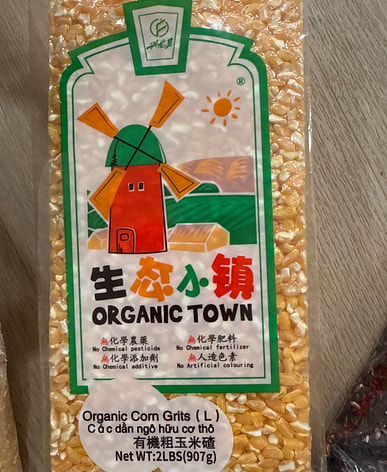 ®
生态小镇
ORGANIC TOWN
無化學農藥
No Chemical pesticide
無化學肥料
No Chemical fertilizer
無化學添加劑
No Chemical additive
無人造色素
No Artificial colouring
Organic Corn Grits ( L )
Các dằn ngô hữu cơ thô
有機粗玉米碴
Net WT:2LBS(907g)